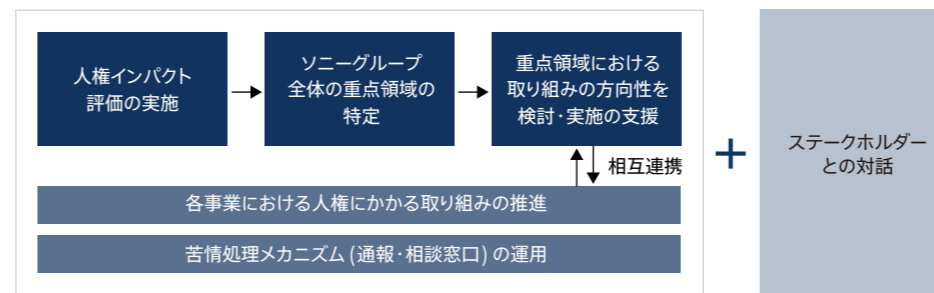 人権インパクト
評価の実施
ソニーグループ
全体の重点領域の
特定
重点領域における
取り組みの方向性を
検討・実施の支援
相互連携
各事業における人権にかかる取り組みの推進
苦情処理メカニズム (通報・相談窓口) の運用
+
ステークホルダー
との対話